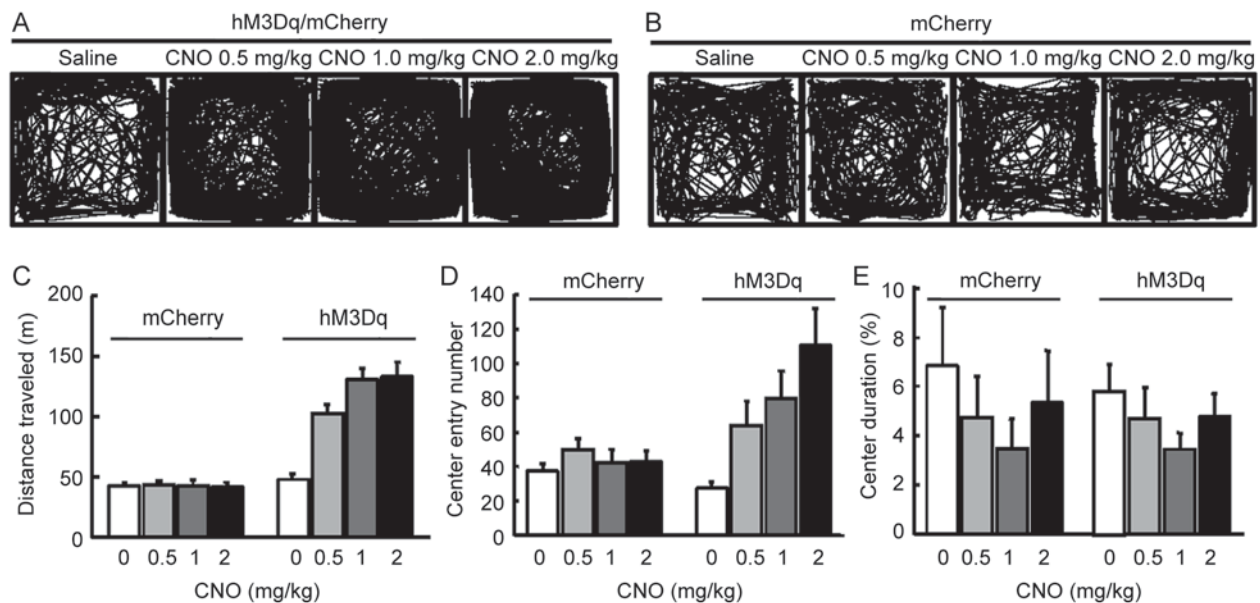 A
hM3Dq/mCherry
Saline CNO 0.5 mg/kg CNO 1.0 mg/kg CNO 2.0 mg/kg
B
mCherry
Saline CNO 0.5 mg/kg CNO 1.0 mg/kg CNO 2.0 mg/kg
C
Distance traveled (m)
200
150
100
50
0
mCherry
hM3Dq
0 0.5 1 2 0 0.5 1 2
CNO (mg/kg)
D
Center entry number
140
120
100
80
60
40
20
0
mCherry
hM3Dq
0 0.5 1 2 0 0.5 1 2
CNO (mg/kg)
E
Center duration (%)
10
8
6
4
2
0
mCherry
hM3Dq
0 0.5 1 2 0 0.5 1 2
CNO (mg/kg)